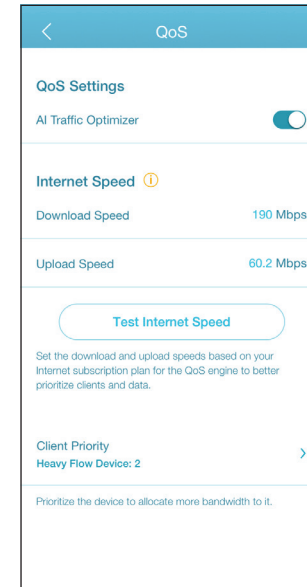 QoS
QoS Settings
AI Traffic Optimizer
Internet Speed
Download Speed 190 Mbps
Upload Speed 60.2 Mbps
Test Internet Speed
Set the download and upload speeds based on your
Internet subscription plan for the QoS engine to better
prioritize clients and data.
Client Priority
Heavy Flow Device: 2
Prioritize the device to allocate more bandwidth to it.